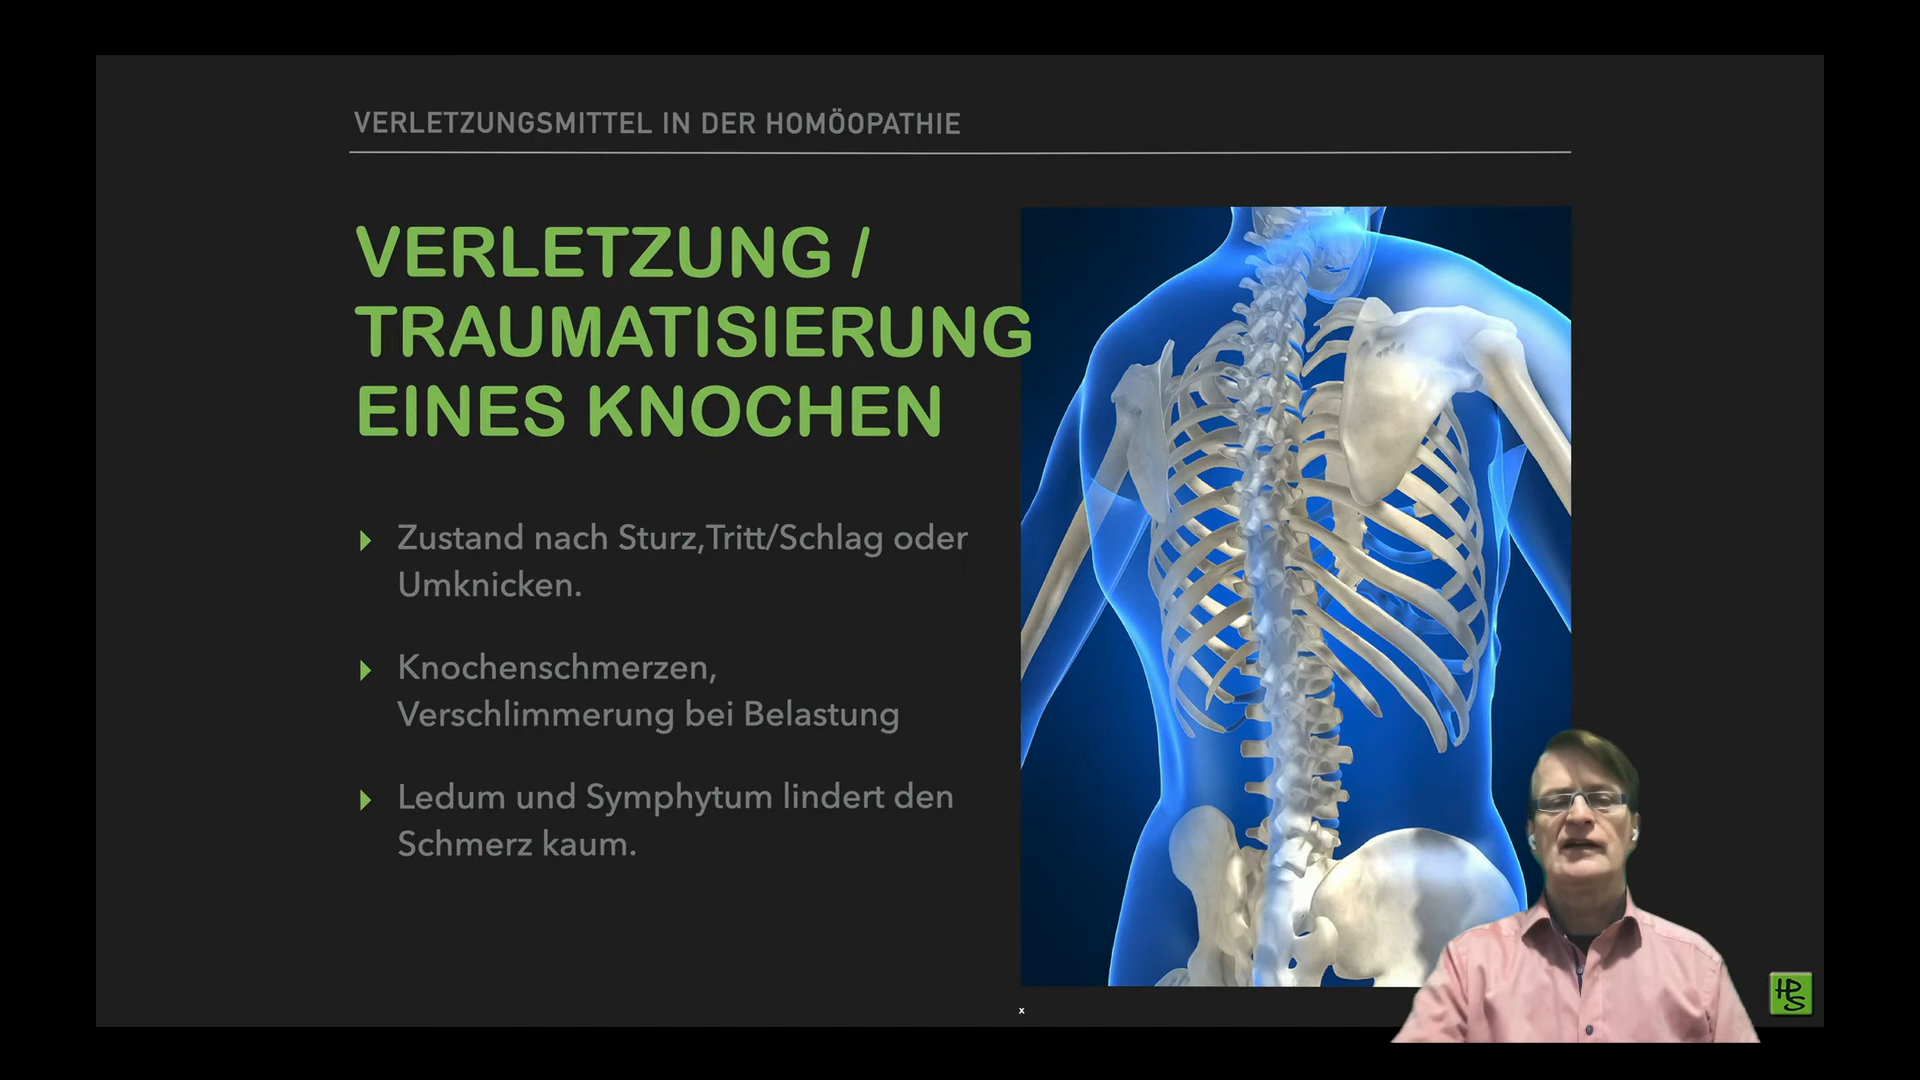 VERLETZUNGSMITTEL IN DER HOMÖOPATHIE
VERLETZUNG /
TRAUMATISIERUNG
EINES KNOCHEN
Zustand nach Sturz,Tritt/Schlag oder
Umknicken.
Knochenschmerzen,
Verschlimmerung bei Belastung
Ledum und Symphytum lindert den
Schmerz kaum.
x
HPS